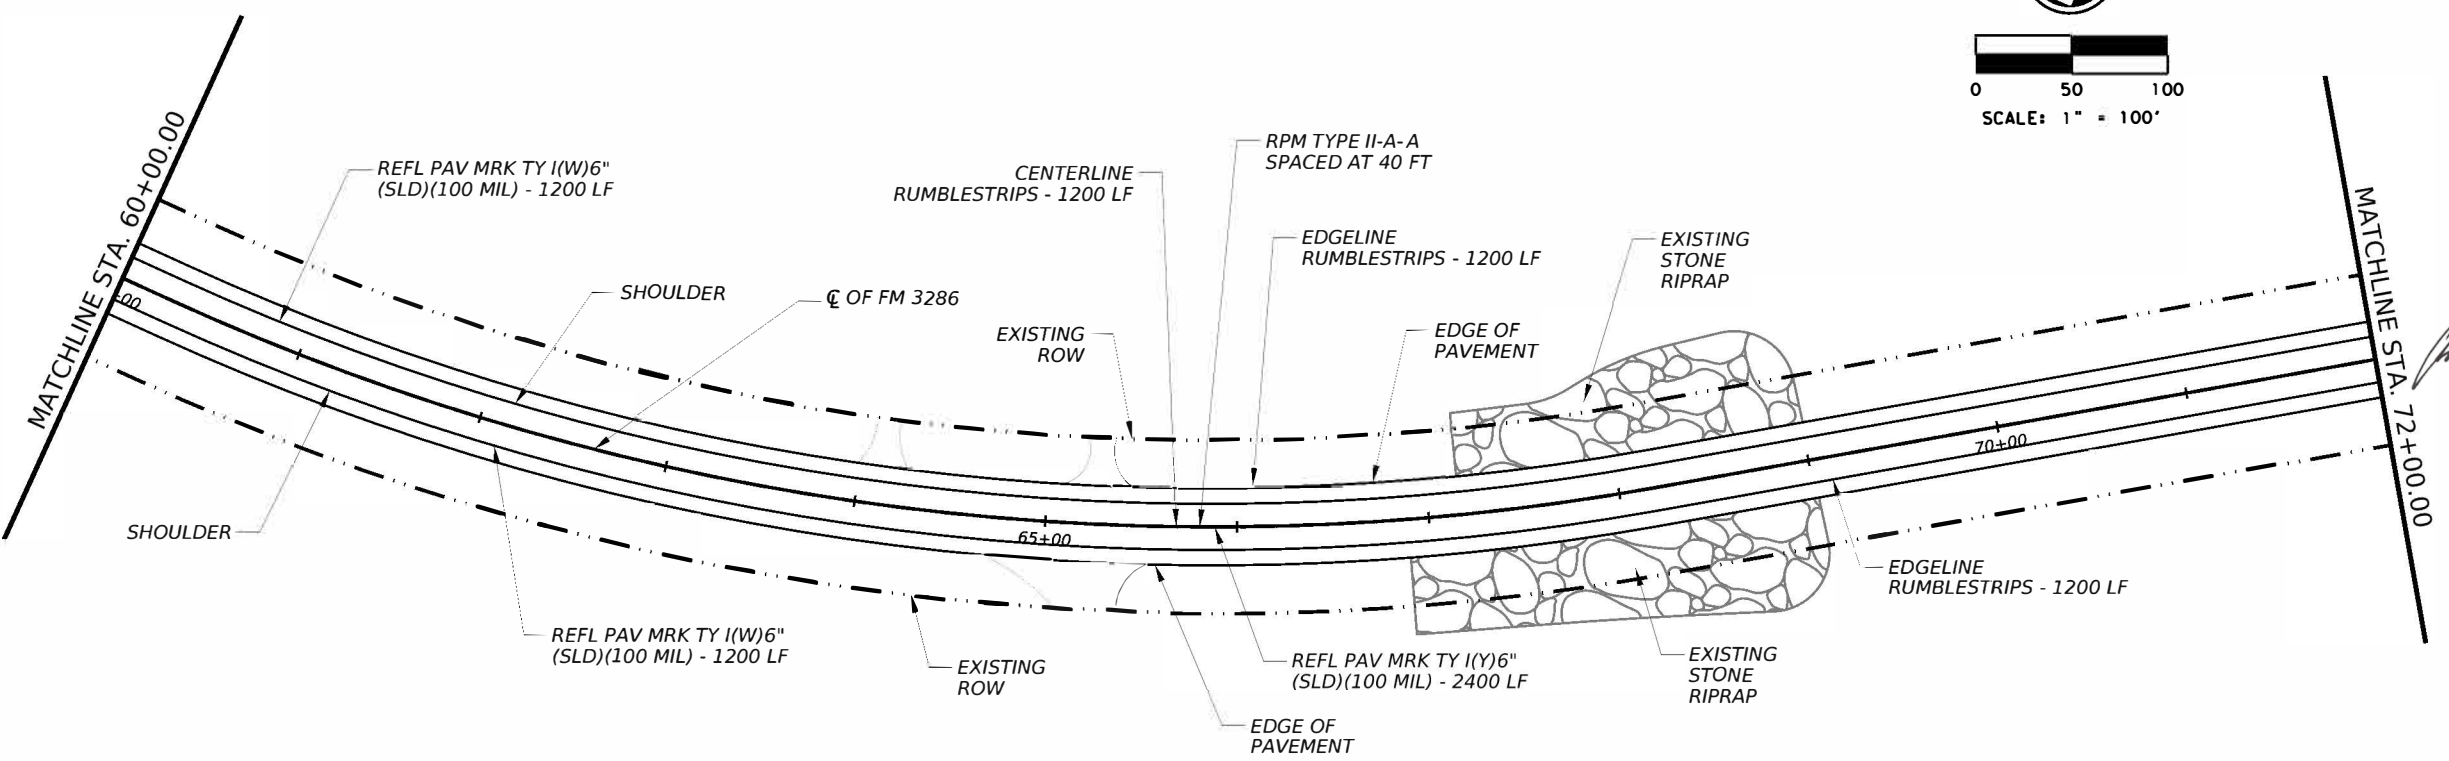 0 50 100
SCALE: 1" = 100'
MATCHLINE STA. 60+00.00
REFL PAV MRK TY I(W)6"
(SLD)(100 MIL) - 1200 LF
SHOULDER
℄ OF FM 3286
CENTERLINE
RUMBLESTRIPS - 1200 LF
RPM TYPE II-A-A
SPACED AT 40 FT
EDGELINE
RUMBLESTRIPS - 1200 LF
EXISTING
STONE
RIPRAP
EXISTING
ROW
EDGE OF
PAVEMENT
MATCHLINE STA. 72+00.00
+00
65+00
70+00
SHOULDER
REFL PAV MRK TY I(W)6"
(SLD)(100 MIL) - 1200 LF
EXISTING
ROW
EDGE OF
PAVEMENT
REFL PAV MRK TY I(Y)6"
(SLD)(100 MIL) - 2400 LF
EXISTING
STONE
RIPRAP
EDGELINE
RUMBLESTRIPS - 1200 LF